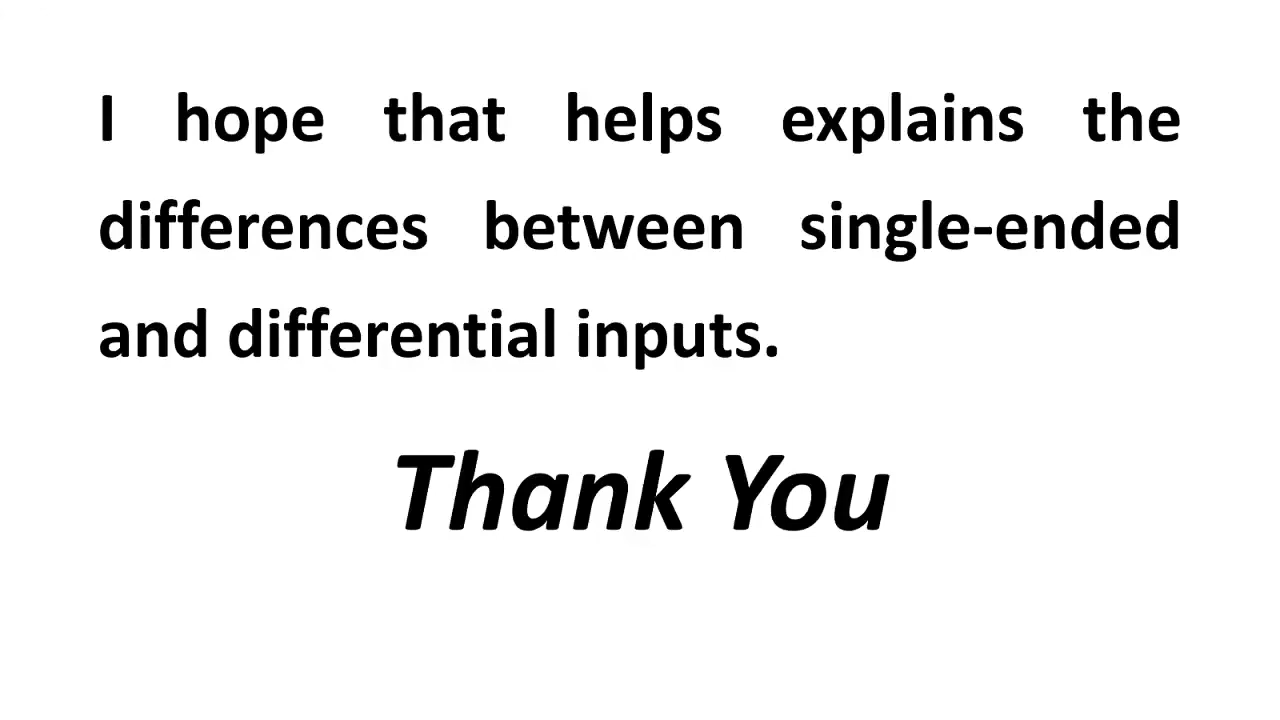 I hope that helps explains the
differences between single-ended
and differential inputs.
Thank You